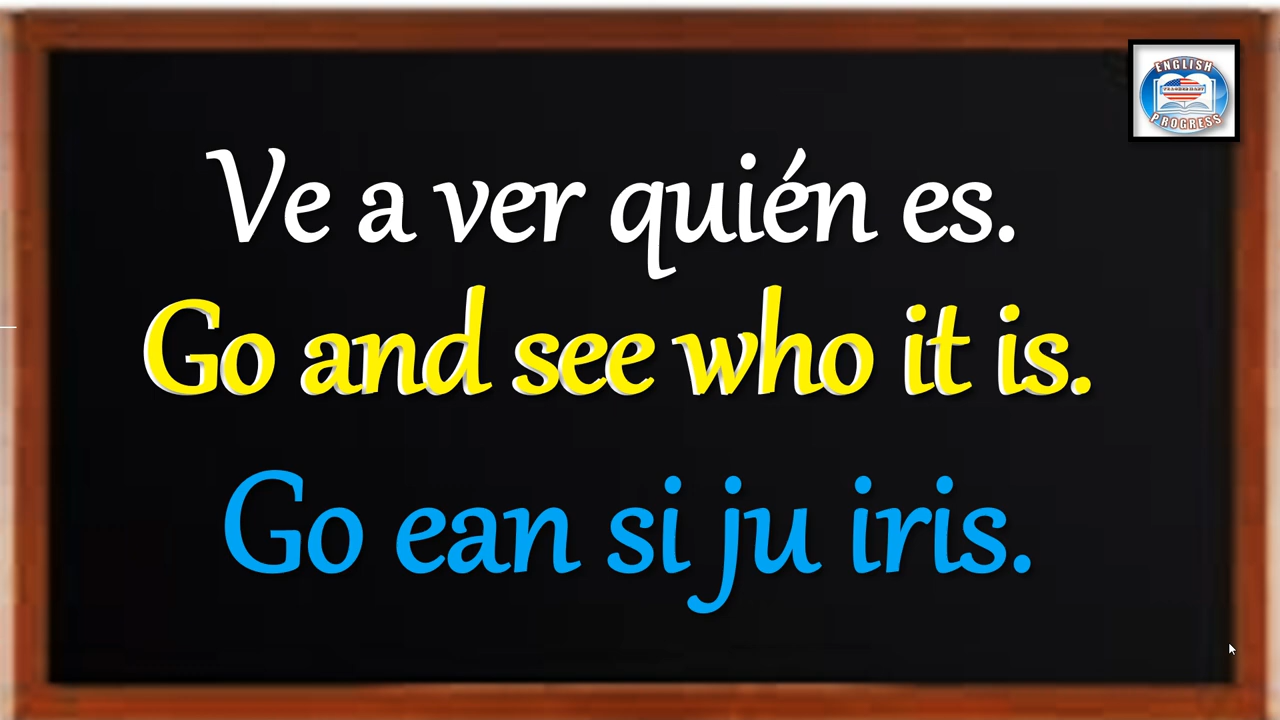 ENGLISH
PROGRESS
Ve a ver quién es.
Go and see who it is.
Go ean si ju iris.